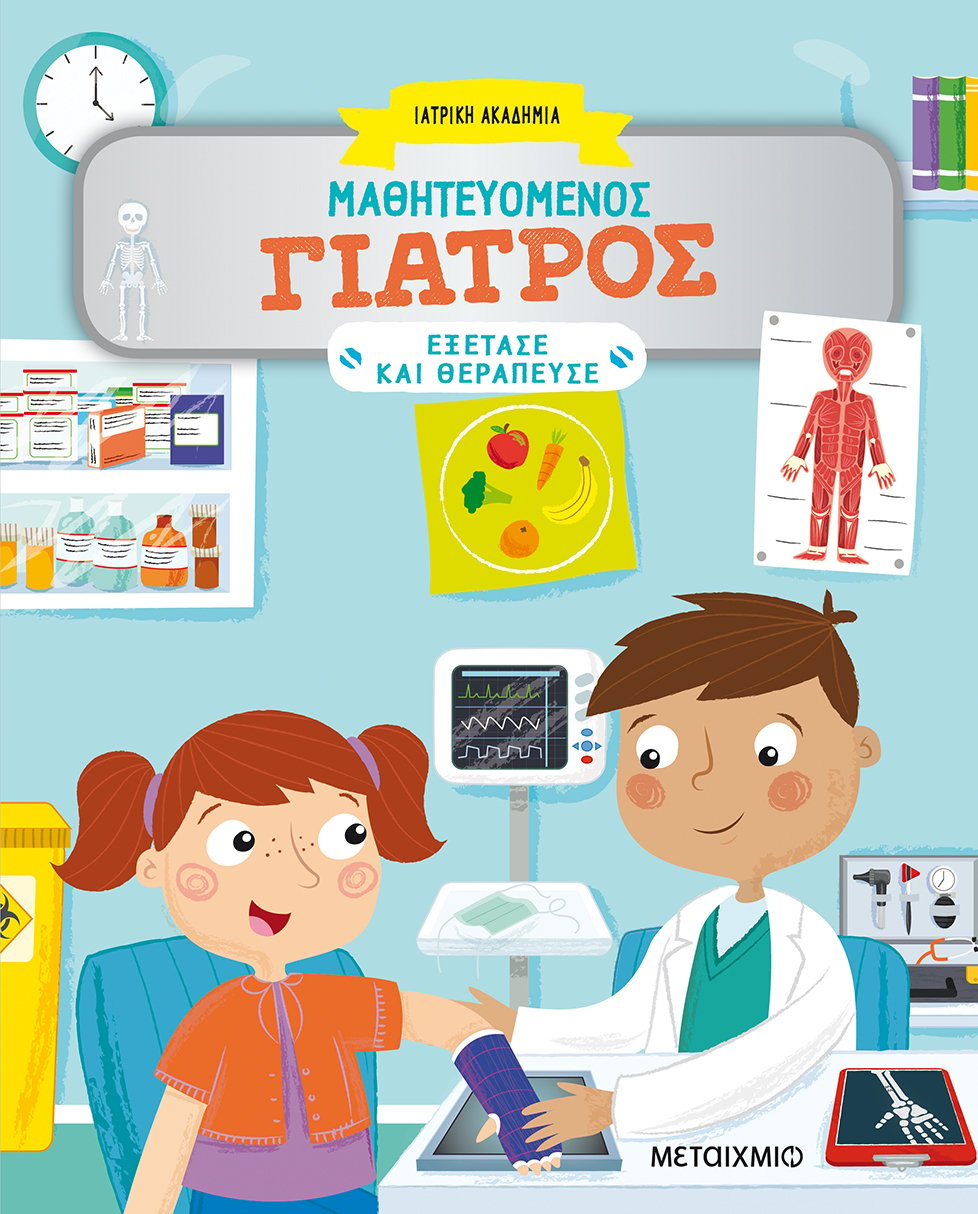 ΙΑΤΡΙΚΗ ΑΚΑΔΗΜΙΑ
ΜΑΘΗΤΕΥΟΜΕΝΟΣ
ΓΙΑΤΡΟΣ
ΕΞΕΤΑΣΕ
ΚΑΙ ΘΕΡΑΠΕΥΣΕ
ΜΕΤΑΙΧΜΙΟ